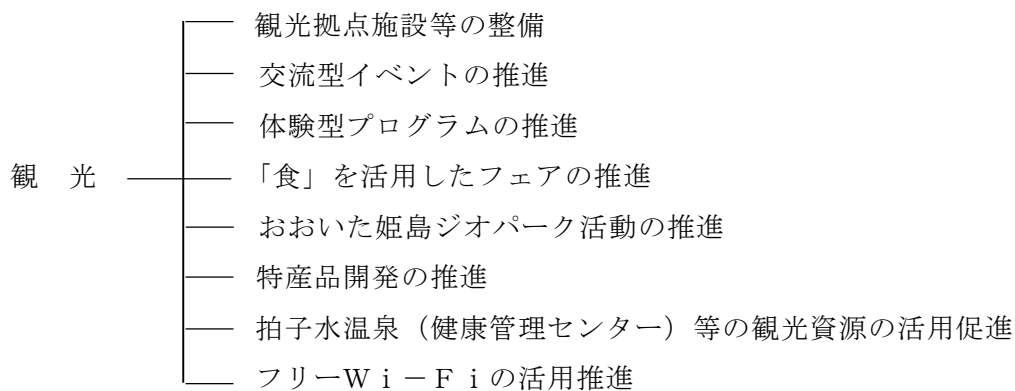 観光拠点施設等の整備
交流型イベントの推進
体験型プログラムの推進
観　光
「食」を活用したフェアの推進
おおいた姫島ジオパーク活動の推進
特産品開発の推進
拍子水温泉（健康管理センター）等の観光資源の活用促進
フリーＷｉ－Ｆｉの活用推進